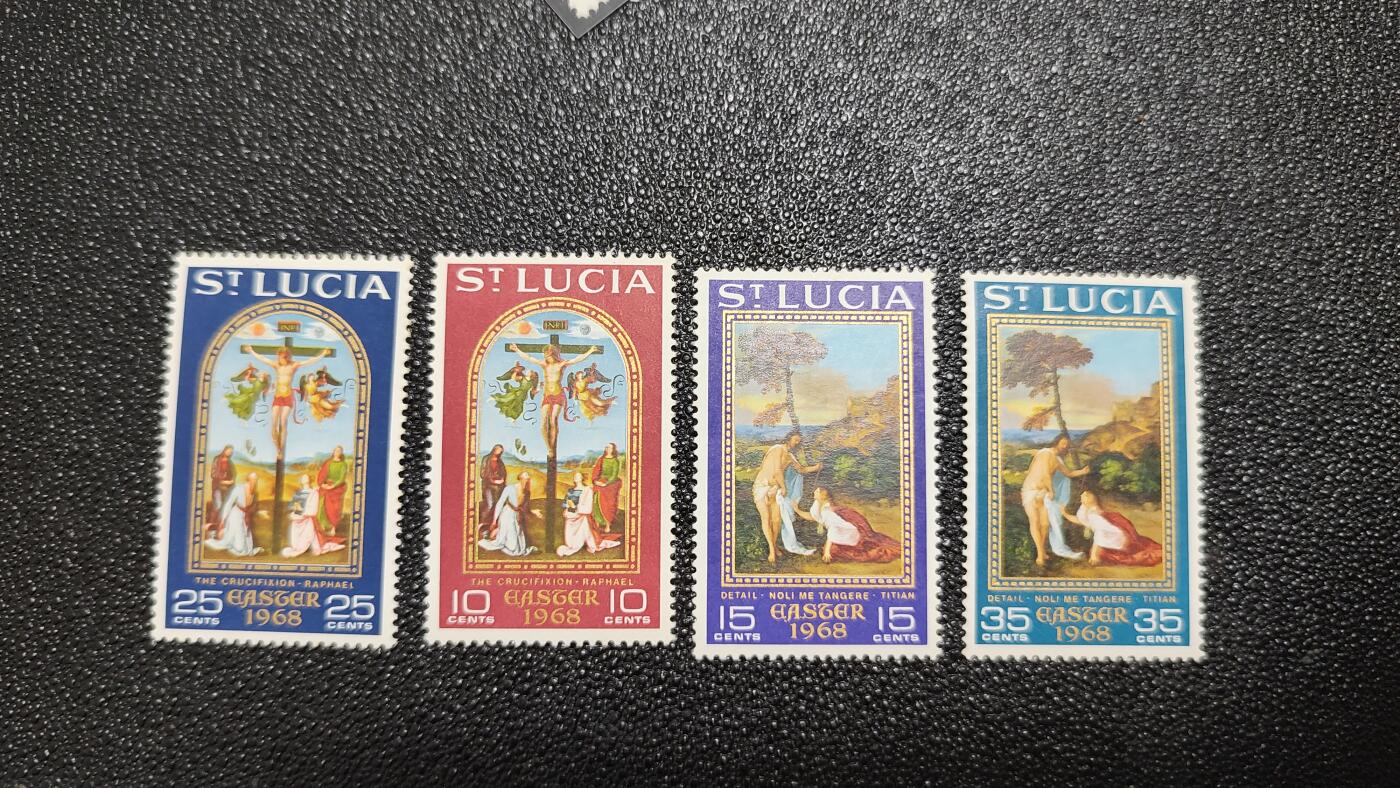 ST LUCIA
INRI
THE CRUCIFIXION · RAPHAEL
25 EASTER 25
CENTS 1968 CENTS
ST LUCIA
INRI
THE CRUCIFIXION · RAPHAEL
10 EASTER 10
CENTS 1968 CENTS
ST LUCIA
DETAIL · NOLI ME TANGERE · TITIAN
15 EASTER 15
CENTS 1968 CENTS
ST LUCIA
DETAIL · NOLI ME TANGERE · TITIAN
35 EASTER 35
CENTS 1968 CENTS